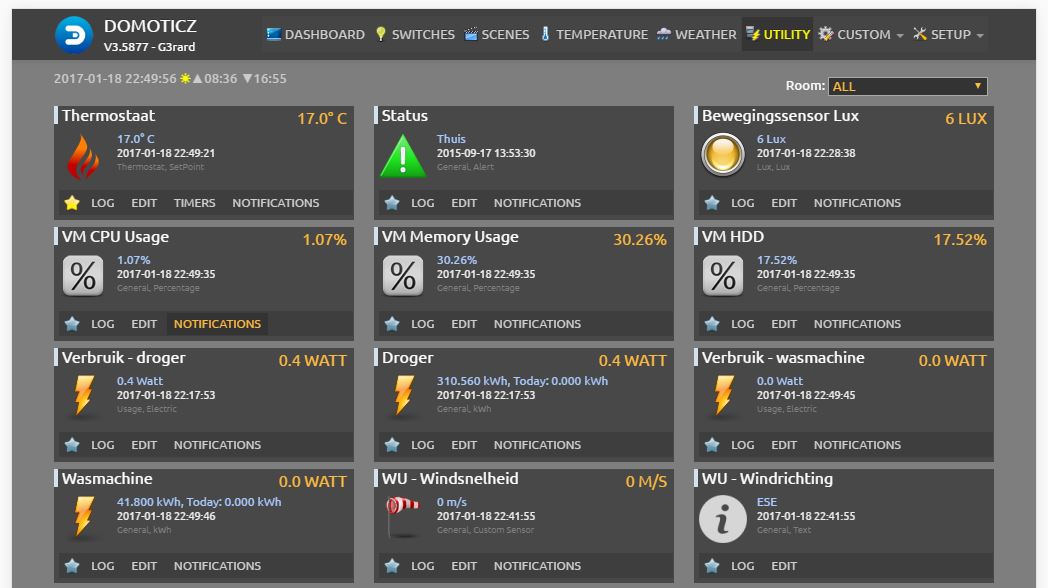 DOMOTICZ
V3.5877 - G3rard
DASHBOARD SWITCHES SCENES TEMPERATURE WEATHER UTILITY CUSTOM SETUP
2017-01-18 22:49:56 ☀▲08:36 ▼16:55
Room: ALL
Thermostaat 17.0° C
17.0° C
2017-01-18 22:49:21
Thermostat, SetPoint
LOG EDIT TIMERS NOTIFICATIONS
Status
Thuis
2015-09-17 13:53:30
General, Alert
LOG EDIT NOTIFICATIONS
Bewegingssensor Lux 6 LUX
6 Lux
2017-01-18 22:28:38
Lux, Lux
LOG EDIT NOTIFICATIONS
VM CPU Usage 1.07%
%
1.07%
2017-01-18 22:49:35
General, Percentage
LOG EDIT NOTIFICATIONS
VM Memory Usage 30.26%
%
30.26%
2017-01-18 22:49:35
General, Percentage
LOG EDIT NOTIFICATIONS
VM HDD 17.52%
%
17.52%
2017-01-18 22:49:35
General, Percentage
LOG EDIT NOTIFICATIONS
Verbruik - droger 0.4 WATT
0.4 Watt
2017-01-18 22:17:53
Usage, Electric
LOG EDIT NOTIFICATIONS
Droger 0.4 WATT
310.560 kWh, Today: 0.000 kWh
2017-01-18 22:17:53
General, kWh
LOG EDIT NOTIFICATIONS
Verbruik - wasmachine 0.0 WATT
0.0 Watt
2017-01-18 22:49:45
Usage, Electric
LOG EDIT NOTIFICATIONS
Wasmachine 0.0 WATT
41.800 kWh, Today: 0.000 kWh
2017-01-18 22:49:46
General, kWh
LOG EDIT NOTIFICATIONS
WU - Windsnelheid 0 M/S
0 m/s
2017-01-18 22:41:55
General, Custom Sensor
LOG EDIT NOTIFICATIONS
WU - Windrichting
i
ESE
2017-01-18 22:41:55
General, Text
LOG EDIT